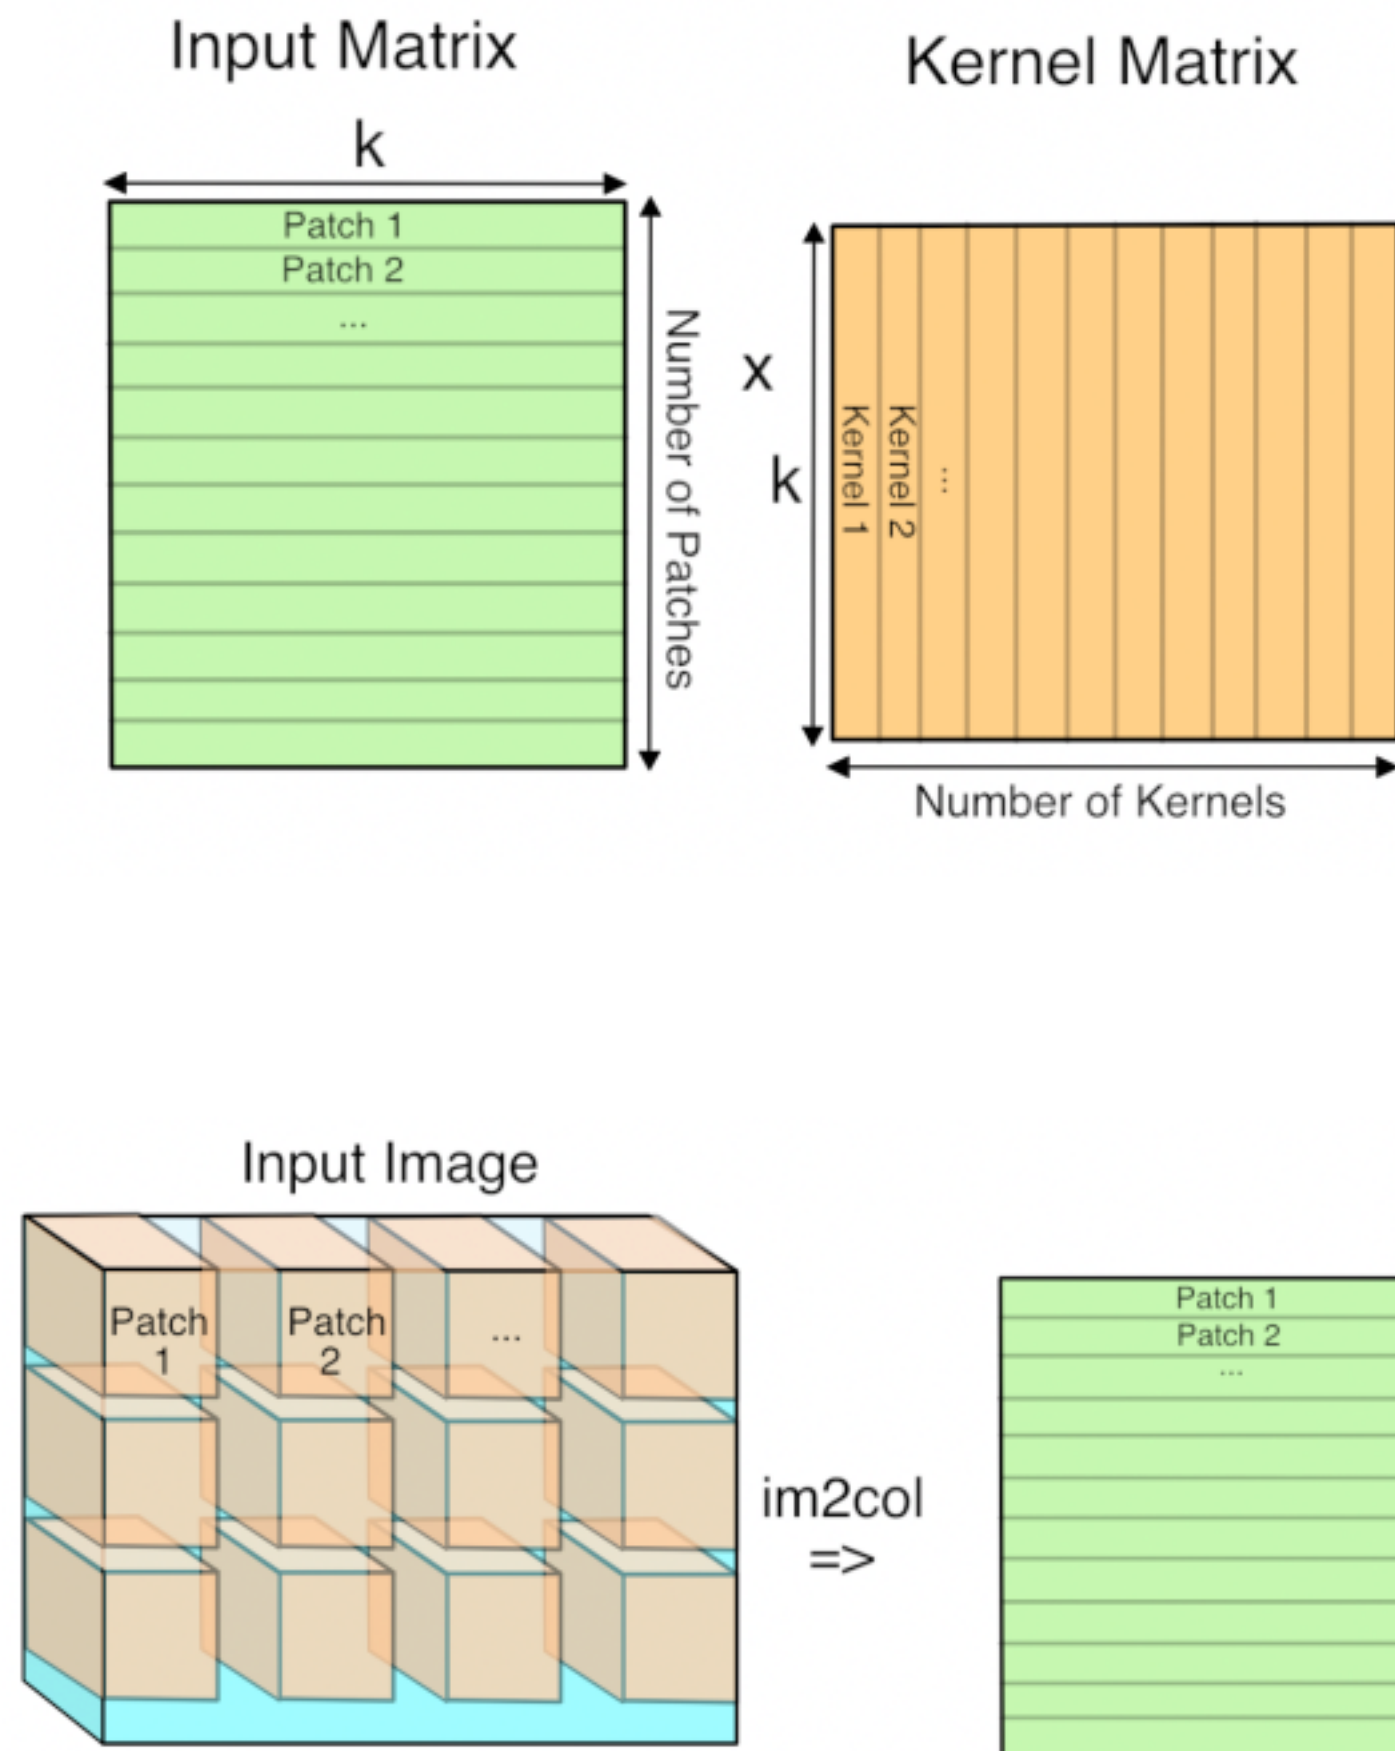 Input Matrix
Kernel Matrix
k
Patch 1
Patch 2
...
Number of Patches
x
k
Kernel 1
Kernel 2
...
Number of Kernels
Input Image
Patch
1
Patch
2
...
im2col
=>
Patch 1
Patch 2
...